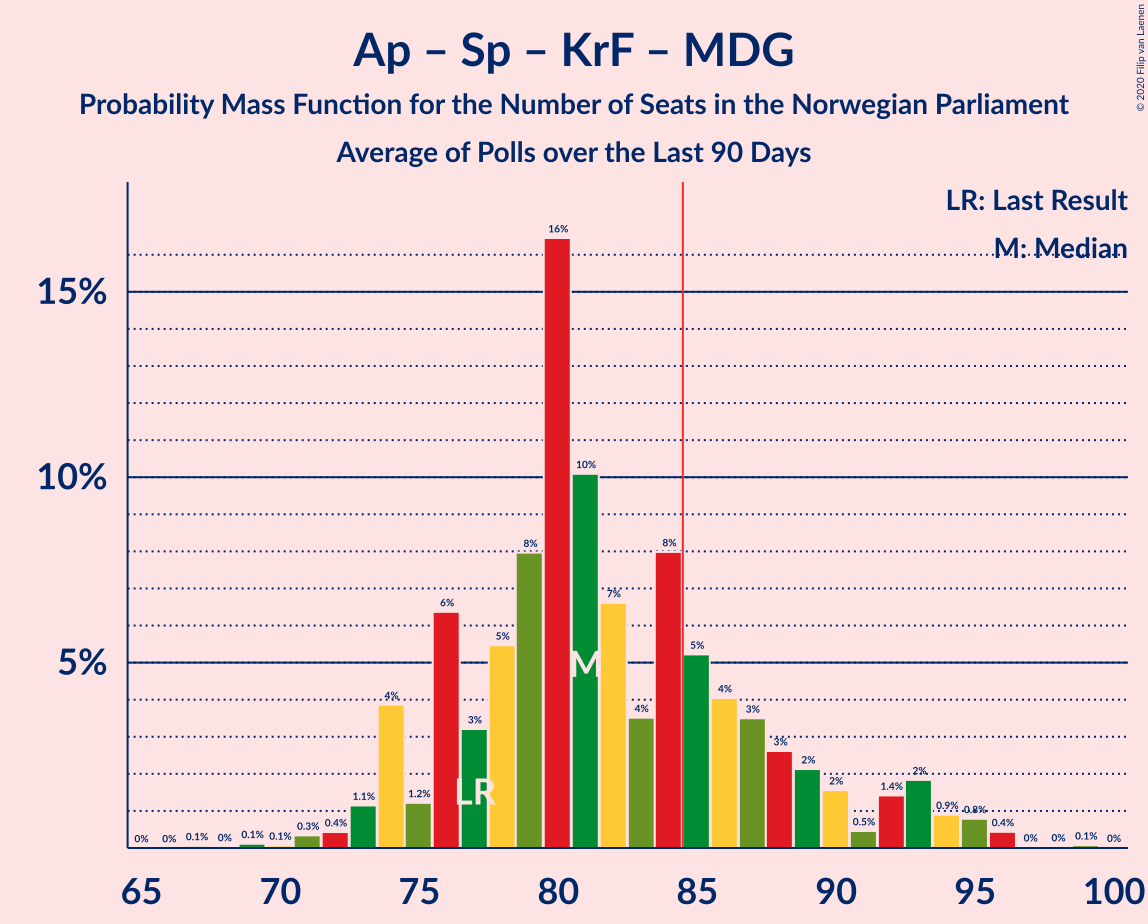 © 2020 Filip van Laenen
Ap – Sp – KrF – MDG
Probability Mass Function for the Number of Seats in the Norwegian Parliament
Average of Polls over the Last 90 Days
LR: Last Result
M: Median
15%
10%
5%
0% 0% 0.1% 0% 0.1% 0.1% 0.3% 0.4% 1.1% 4% 1.2% 6% 3% 5% 8% 16% 10% 7% 4% 8% 5% 4% 3% 3% 2% 2% 0.5% 1.4% 2% 0.9% 0.8% 0.4% 0% 0% 0.1% 0%
M
LR
65 70 75 80 85 90 95 100